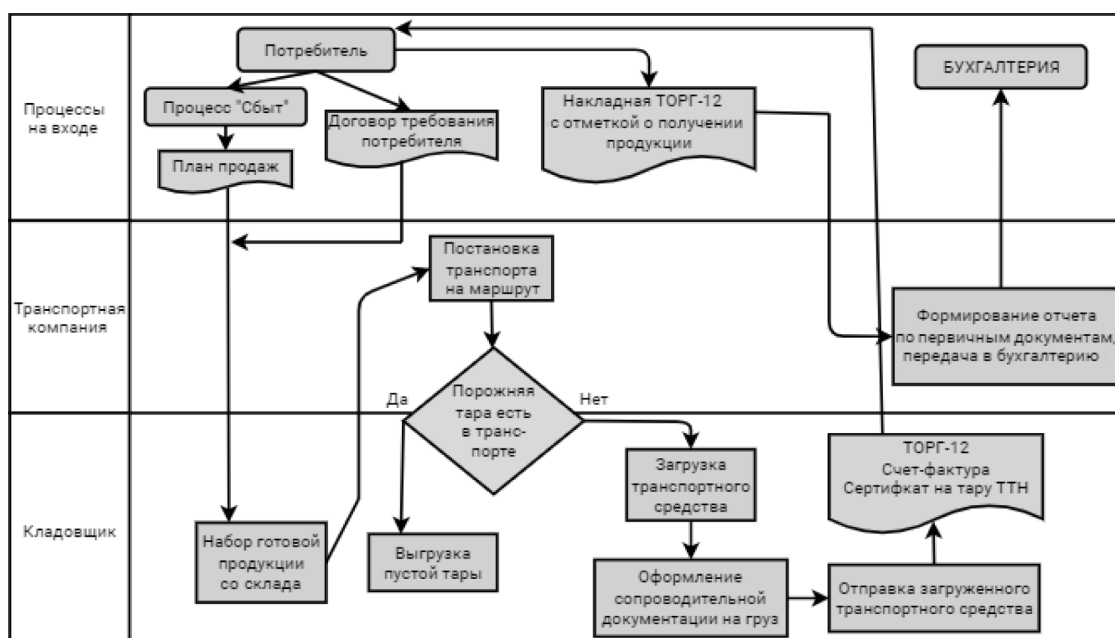 Процессы
на входе
Потребитель
Процесс "Сбыт"
План продаж
Договор требования
потребителя
Накладная ТОРГ-12
с отметкой о получении
продукции
БУХГАЛТЕРИЯ
Транспортная
компания
Постановка
транспорта
на маршрут
Формирование отчета
по первичным документам,
передача в бухгалтерию
Да
Порожняя
тара есть
в транс-
порте
Нет
Кладовщик
Набор готовой
продукции
со склада
Выгрузка
пустой тары
Загрузка
транспортного
средства
Оформление
сопроводительной
документации на груз
Отправка загруженного
транспортного средства
ТОРГ-12
Счет-фактура
Сертифкат на тару ТТН